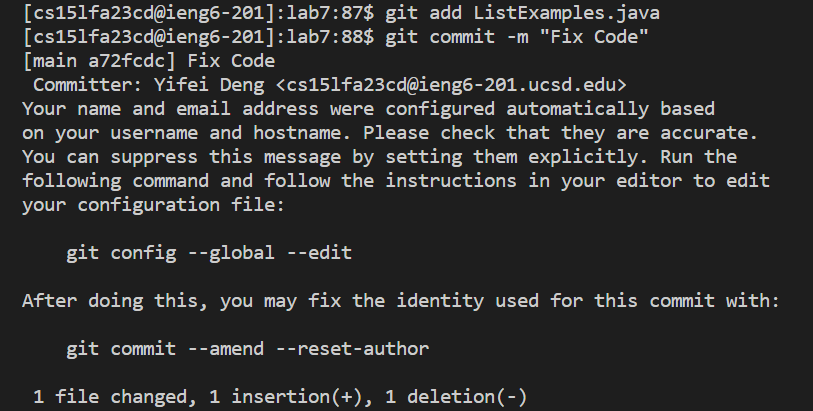 [cs15lfa23cd@ieng6-201]:lab7:87$ git add ListExamples.java
[cs15lfa23cd@ieng6-201]:lab7:88$ git commit -m "Fix Code"
[main a72fcdc] Fix Code
 Committer: Yifei Deng <cs15lfa23cd@ieng6-201.ucsd.edu>
Your name and email address were configured automatically based
on your username and hostname. Please check that they are accurate.
You can suppress this message by setting them explicitly. Run the
following command and follow the instructions in your editor to edit
your configuration file:

    git config --global --edit

After doing this, you may fix the identity used for this commit with:

    git commit --amend --reset-author

 1 file changed, 1 insertion(+), 1 deletion(-)